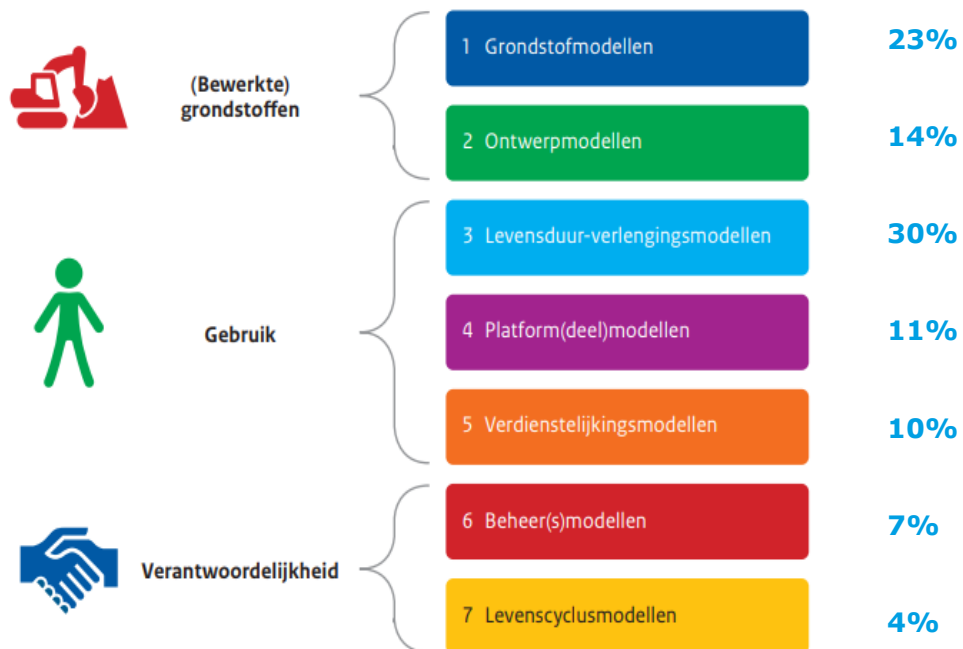 (Bewerkte)
grondstoffen
1 Grondstofmodellen
23%
2 Ontwerpmodellen
14%
Gebruik
3 Levensduur-verlengingsmodellen
30%
4 Platform(deel)modellen
11%
5 Verdienstelijkingsmodellen
10%
Verantwoordelijkheid
6 Beheer(s)modellen
7%
7 Levenscyclusmodellen
4%